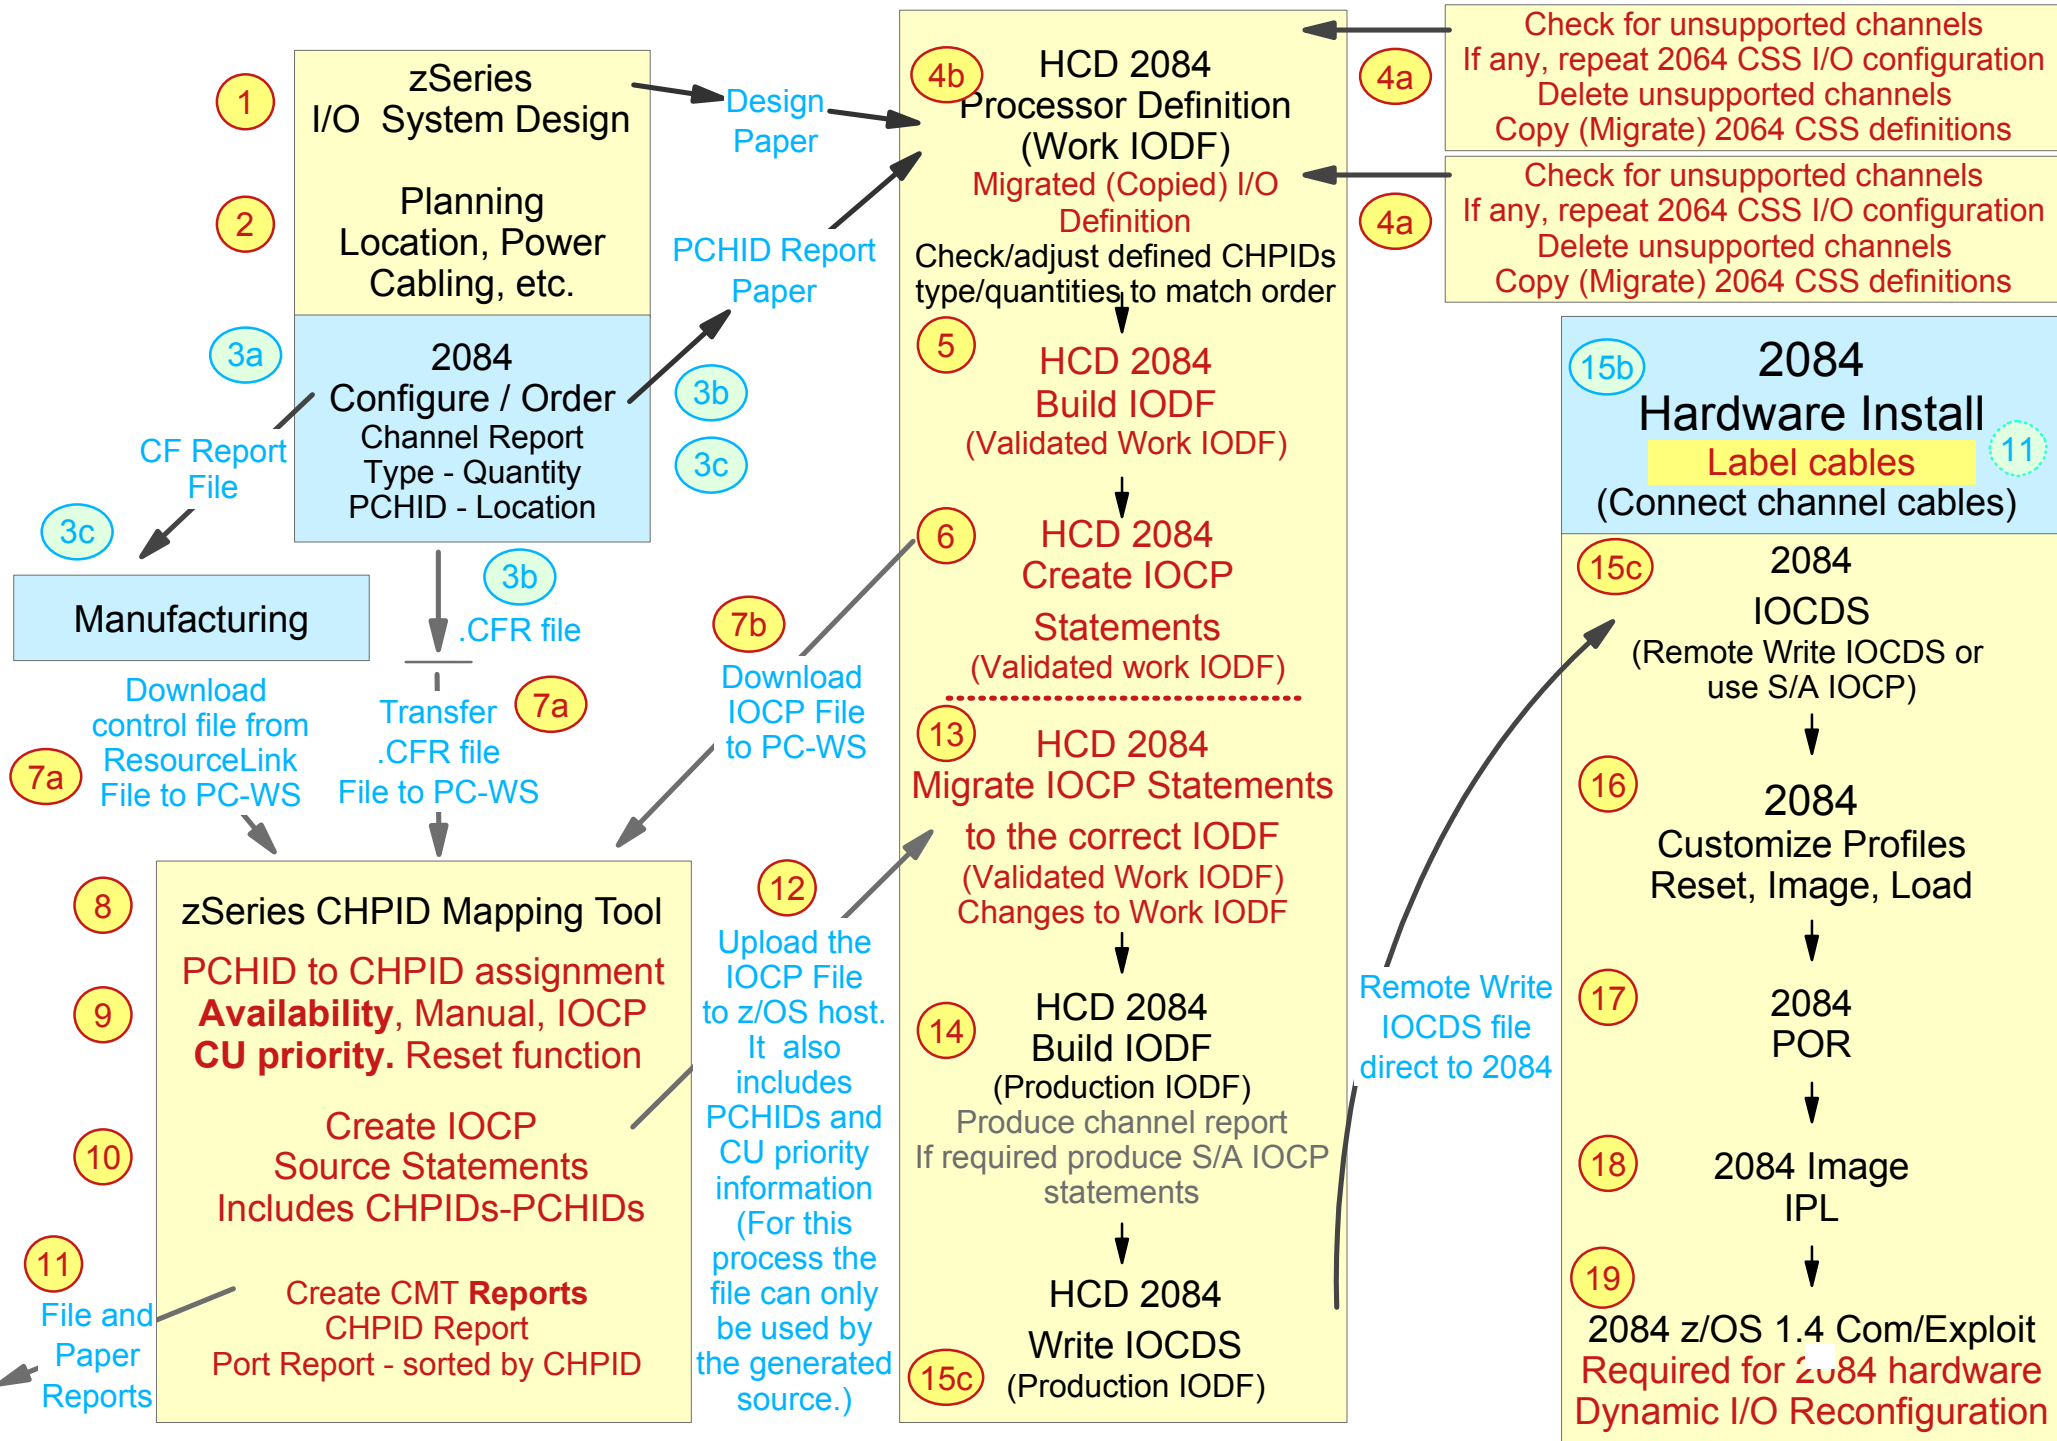 1
zSeries
I/O System Design
2
Planning
Location, Power
Cabling, etc.
3a
2084
Configure / Order
Channel Report
Type - Quantity
PCHID - Location
Design
Paper
PCHID Report
Paper
3b
3c
CF Report
File
3c
Manufacturing
3b
.CFR file
Download
control file from
ResourceLink
File to PC-WS
7a
Transfer
.CFR file
File to PC-WS
7a
7b
Download
IOCP File
to PC-WS
8
zSeries CHPID Mapping Tool
9
PCHID to CHPID assignment
Availability, Manual, IOCP
CU priority. Reset function
10
Create IOCP
Source Statements
Includes CHPIDs-PCHIDs
11
File and
Paper
Reports
Create CMT Reports
CHPID Report
Port Report - sorted by CHPID
12
Upload the
IOCP File
to z/OS host.
It also
includes
PCHIDs and
CU priority
information
(For this
process the
file can only
be used by
the generated
source.)
4b
HCD 2084
Processor Definition
(Work IODF)
Migrated (Copied) I/O
Definition
Check/adjust defined CHPIDs
type/quantities to match order
5
HCD 2084
Build IODF
(Validated Work IODF)
6
HCD 2084
Create IOCP
Statements
(Validated work IODF)
13
HCD 2084
Migrate IOCP Statements
to the correct IODF
(Validated Work IODF)
Changes to Work IODF
14
HCD 2084
Build IODF
(Production IODF)
Produce channel report
If required produce S/A IOCP
statements
HCD 2084
Write IOCDS
15c
(Production IODF)
4a
Check for unsupported channels
If any, repeat 2064 CSS I/O configuration
Delete unsupported channels
Copy (Migrate) 2064 CSS definitions
4a
Check for unsupported channels
If any, repeat 2064 CSS I/O configuration
Delete unsupported channels
Copy (Migrate) 2064 CSS definitions
Remote Write
IOCDS file
direct to 2084
15b
2084
Hardware Install
11
Label cables
(Connect channel cables)
15c
2084
IOCDS
(Remote Write IOCDS or
use S/A IOCP)
16
2084
Customize Profiles
Reset, Image, Load
17
2084
POR
18
2084 Image
IPL
19
2084 z/OS 1.4 Com/Exploit
Required for 2084 hardware
Dynamic I/O Reconfiguration